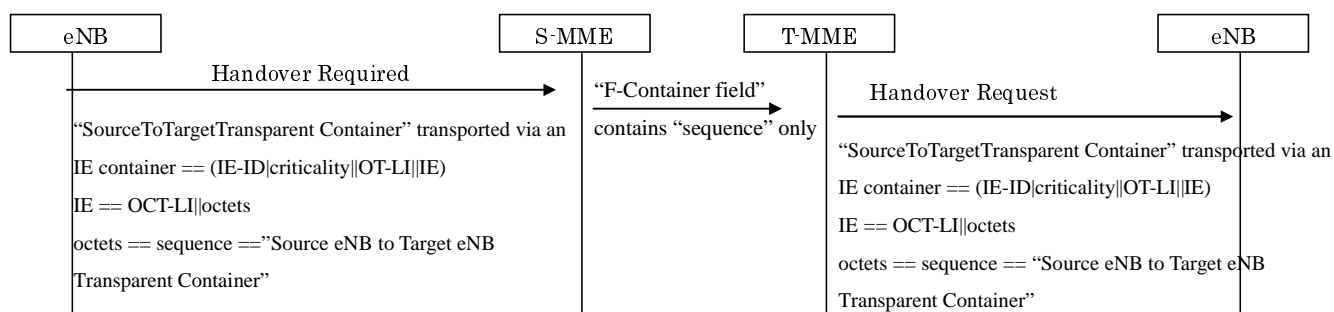 eNB
S-MME
T-MME
eNB
Handover Required
“F-Container field”
contains “sequence” only
Handover Request
“SourceToTargetTransparent Container” transported via an
IE container == (IE-ID|criticality||OT-LI||IE)
IE == OCT-LI||octets
octets == sequence ==”Source eNB to Target eNB
Transparent Container”
“SourceToTargetTransparent Container” transported via an
IE container == (IE-ID|criticality||OT-LI||IE)
IE == OCT-LI||octets
octets == sequence == “Source eNB to Target eNB
Transparent Container”